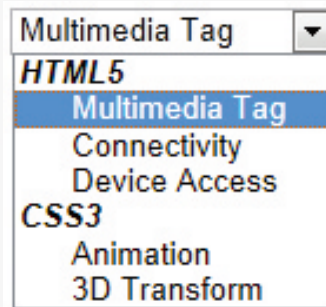 Multimedia Tag
HTML5
Multimedia Tag
Connectivity
Device Access
CSS3
Animation
3D Transform